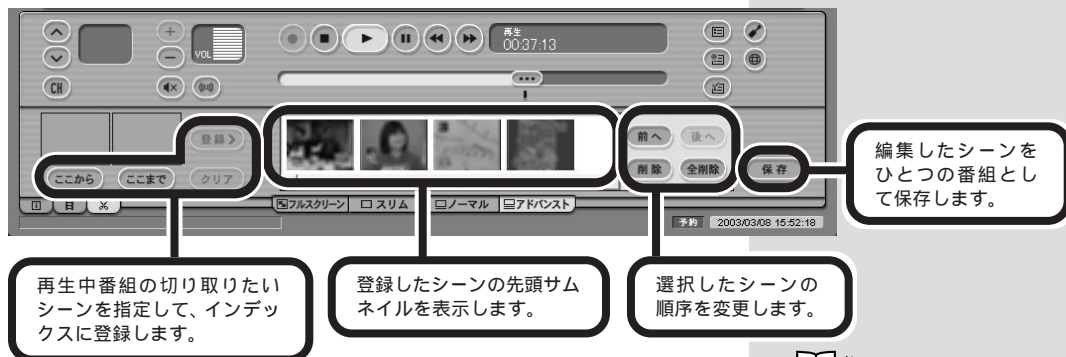 再生
00:37:13
VOL
CH
登録>
前へ
後へ
ここから
ここまで
クリア
削除
全削除
保存
フルスクリーン
スリム
ノーマル
アドバンスト
予約
2003/03/08 15:52:18
編集したシーンを
ひとつの番組とし
て保存します。
再生中番組の切り取りたい
シーンを指定して、インデッ
クスに登録します。
登録したシーンの先頭サム
ネイルを表示します。
選択したシーンの
順序を変更します。